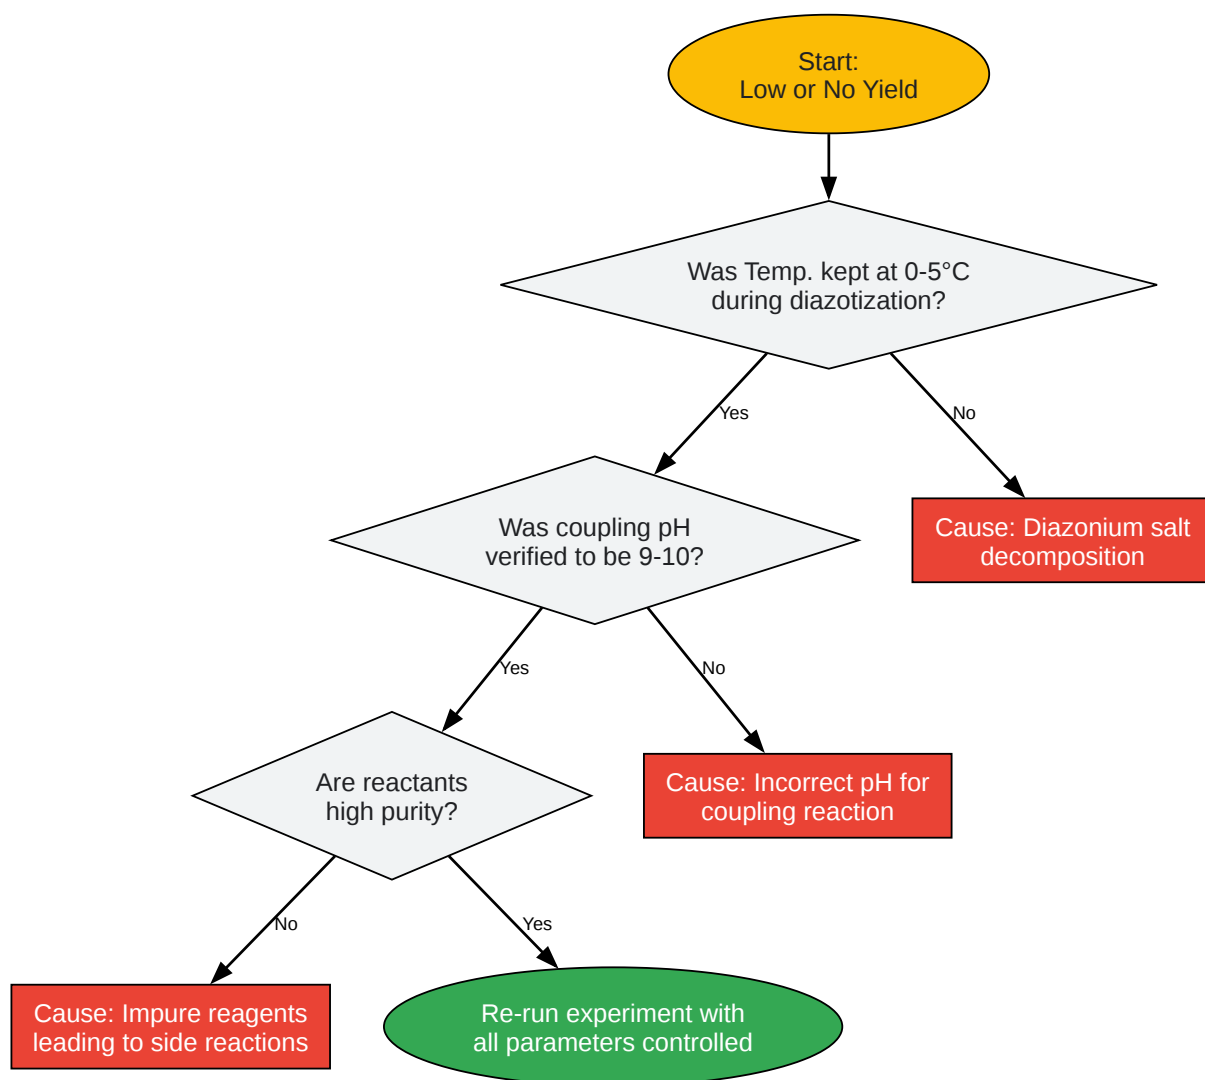 Start:
Low or No Yield
Was Temp. kept at 0-5°C
during diazotization?
Yes
No
Was coupling pH
verified to be 9-10?
Cause: Diazonium salt
decomposition
Yes
No
Are reactants
high purity?
Cause: Incorrect pH for
coupling reaction
No
Yes
Cause: Impure reagents
leading to side reactions
Re-run experiment with
all parameters controlled